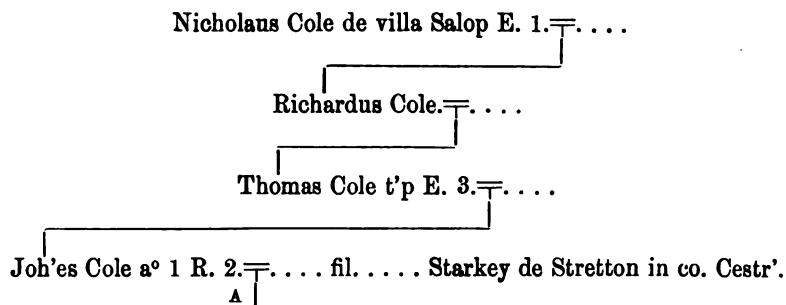 Nicholaus Cole de villa Salop E. 1.╤. . . .
Richardus Cole.╤. . . .
Thomas Cole t'p E. 3.╤. . . .
Joh'es Cole aº 1 R. 2.╤. . . . fil. . . . . Starkey de Stretton in co. Cestr'.
A